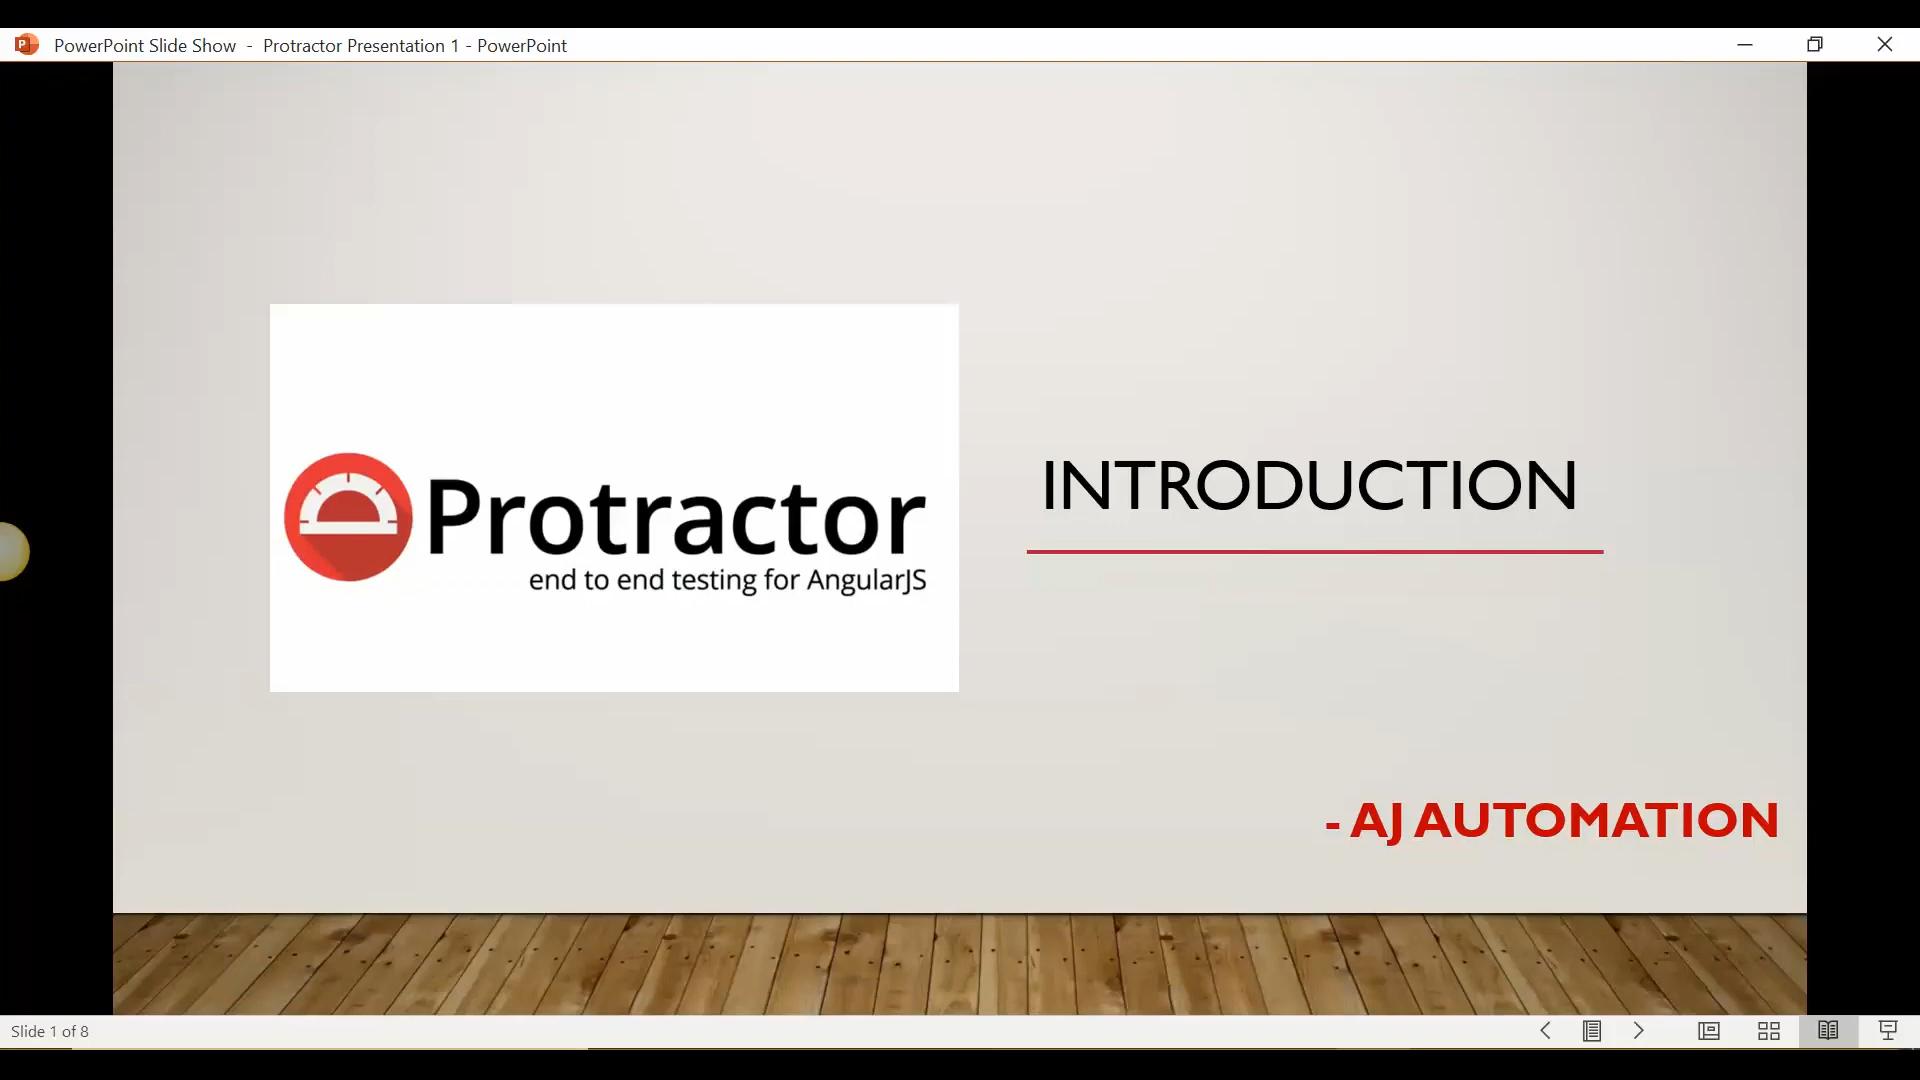 PowerPoint Slide Show - Protractor Presentation 1 - PowerPoint
Protractor
end to end testing for AngularJS
INTRODUCTION
- AJ AUTOMATION
Slide 1 of 8